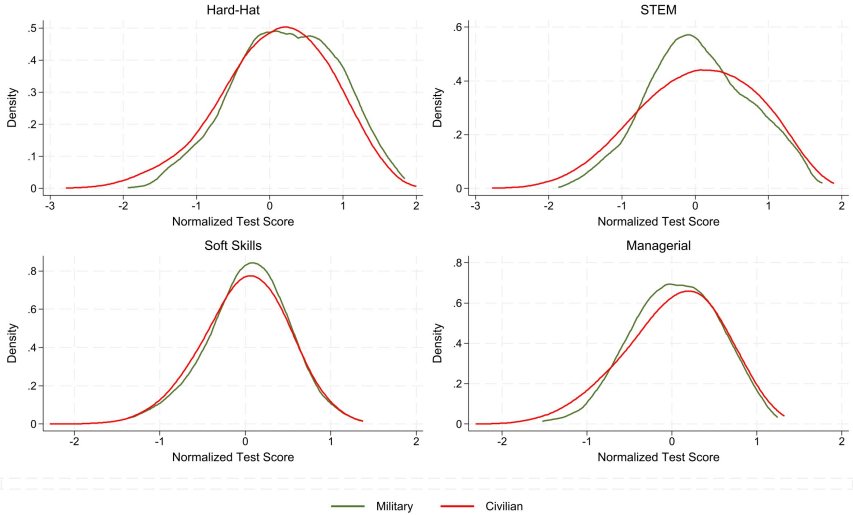 Hard-Hat
Density
.5
.4
.3
.2
.1
0
-3 -2 -1 0 1 2
Normalized Test Score
STEM
Density
.6
.4
.2
0
-3 -2 -1 0 1 2
Normalized Test Score
Soft Skills
Density
.8
.6
.4
.2
0
-2 -1 0 1 2
Normalized Test Score
Managerial
Density
.8
.6
.4
.2
0
-2 -1 0 1 2
Normalized Test Score
Military Civilian